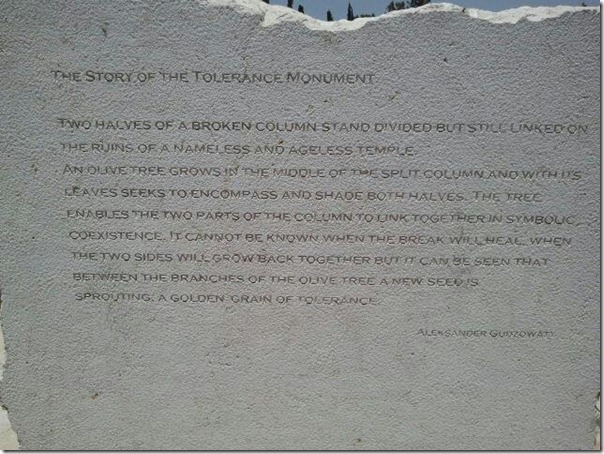 The Story of the Tolerance Monument
Two halves of a broken column stand divided but still linked on
the ruins of a nameless and ageless temple.
An olive tree grows in the middle of the split column and with its
leaves seeks to encompass and shade both halves. The tree
enables the two parts of the column to link together in symbolic
coexistence. It cannot be known when the break will heal, when
the two sides will grow back together but it can be seen that
between the branches of the olive tree a new seed is
sprouting: a golden grain of tolerance.
Aleksander Gudzowaty